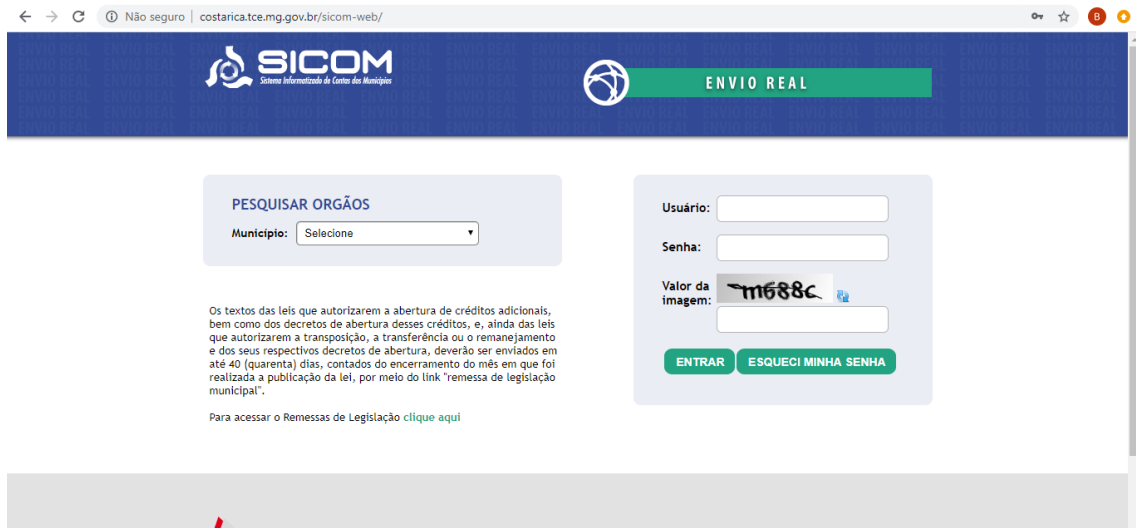 Não seguro | costarica.tce.mg.gov.br/sicom-web/
B
SICOM
Sistema Informatizado de Contas dos Municípios
ENVIO REAL
PESQUISAR ORGÃOS
Município: Selecione
Os textos das leis que autorizarem a abertura de créditos adicionais,
bem como dos decretos de abertura desses créditos, e, ainda das leis
que autorizarem a transposição, a transferência ou o remanejamento
e dos seus respectivos decretos de abertura, deverão ser enviados em
até 40 (quarenta) dias, contados do encerramento do mês em que foi
realizada a publicação da lei, por meio do link "remessa de legislação
municipal".
Para acessar o Remessas de Legislação clique aqui
Usuário:
Senha:
Valor da
imagem:
m688c
ENTRAR ESQUECI MINHA SENHA